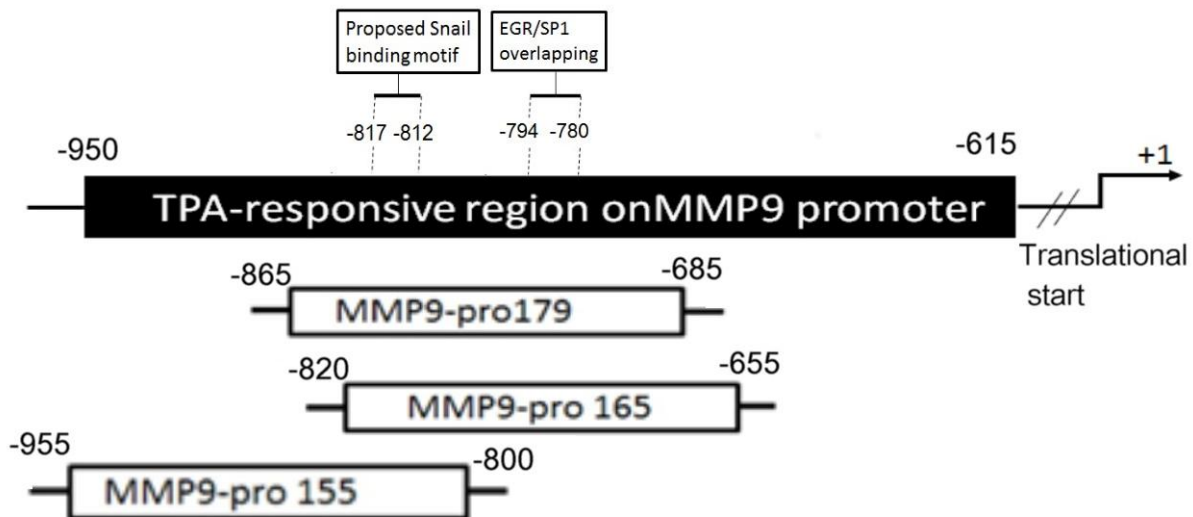 Proposed Snail
binding motif
EGR/SP1
overlapping
-817 -812
-794 -780
-950
-615
+1
TPA-responsive region onMMP9 promoter
Translational
start
-865
-685
MMP9-pro179
-820
-655
MMP9-pro 165
-955
-800
MMP9-pro 155